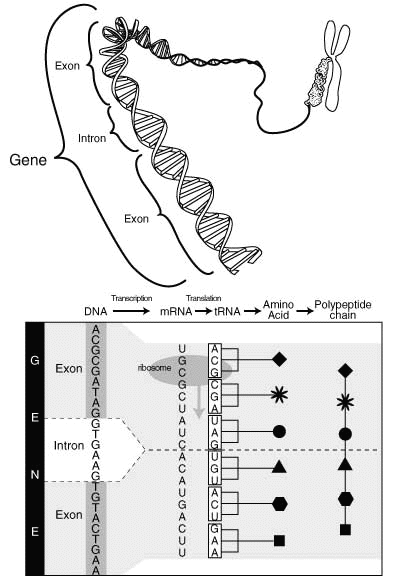 Exon
Intron
Gene
Exon
Transcription
Translation
DNA
mRNA
tRNA
Amino
Acid
Polypeptide
chain
G
E
N
E
Exon
Intron
Exon
A
C
G
C
G
A
T
A
G
G
T
G
A
A
G
T
G
T
A
C
T
G
A
A
ribosome
U
G
C
G
C
U
A
U
C
A
C
A
U
G
A
C
U
U
A
C
G
C
G
A
U
A
G
U
G
U
A
C
U
G
A
A